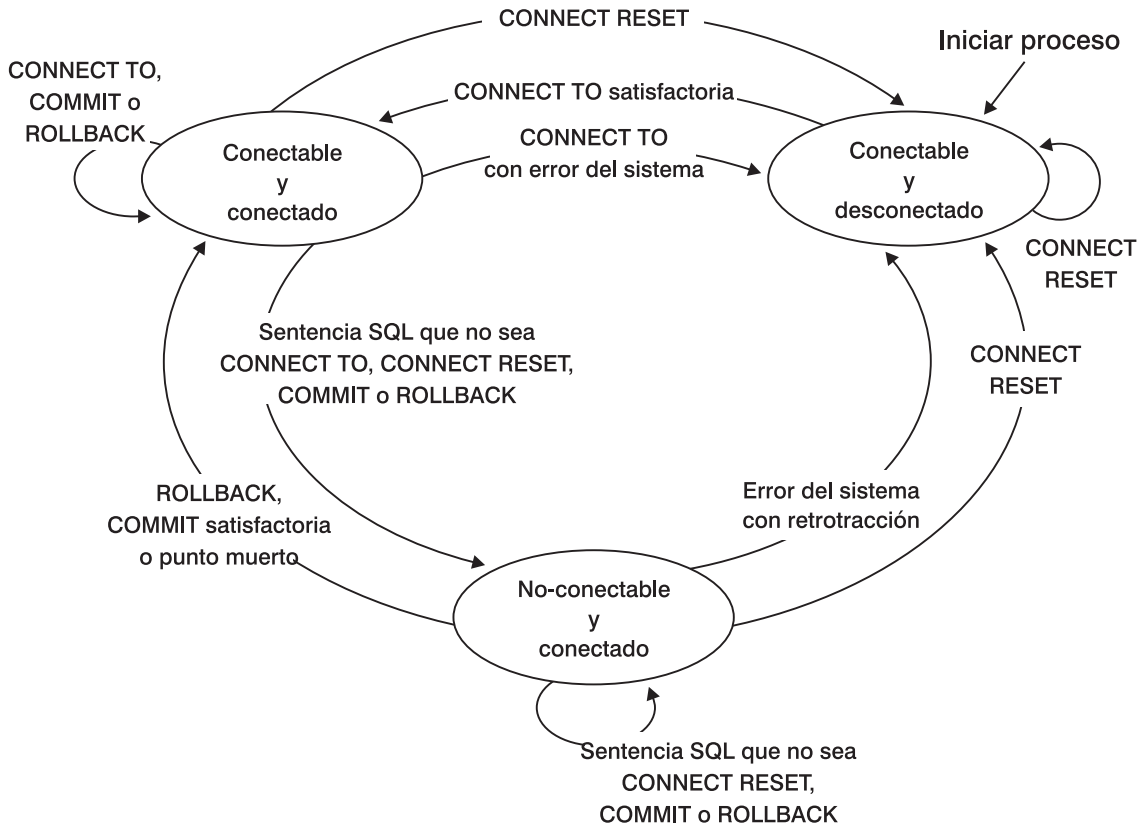 CONNECT RESET
Iniciar proceso
CONNECT TO,
COMMIT o
ROLLBACK
CONNECT TO satisfactoria
CONNECT TO
con error del sistema
Conectable
y
conectado
Conectable
y
desconectado
CONNECT
RESET
Sentencia SQL que no sea
CONNECT TO, CONNECT RESET,
COMMIT o ROLLBACK
CONNECT
RESET
ROLLBACK,
COMMIT satisfactoria
o punto muerto
Error del sistema
con retrotracción
No-conectable
y
conectado
Sentencia SQL que no sea
CONNECT RESET,
COMMIT o ROLLBACK